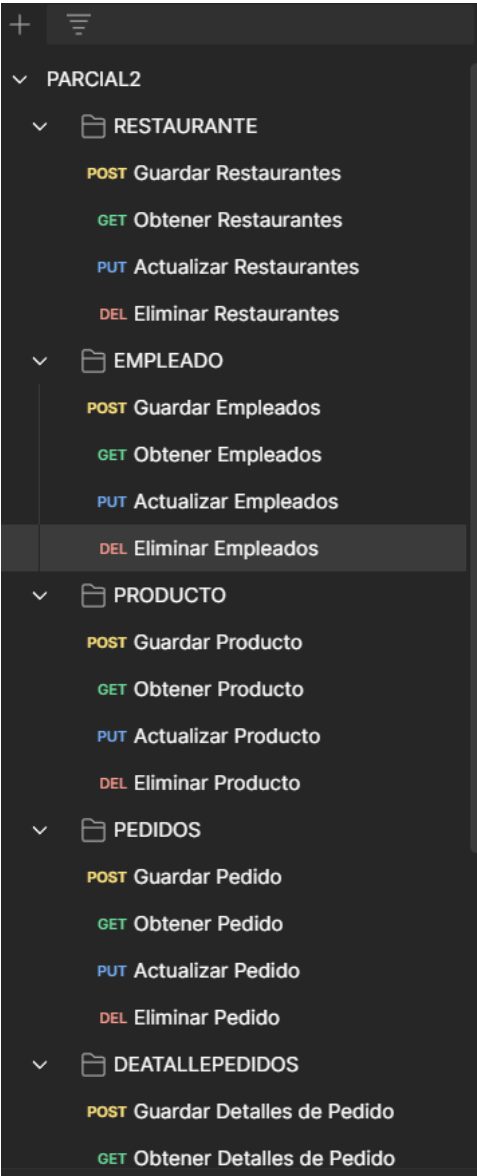 PARCIAL2
RESTAURANTE
POST Guardar Restaurantes
GET Obtener Restaurantes
PUT Actualizar Restaurantes
DEL Eliminar Restaurantes
EMPLEADO
POST Guardar Empleados
GET Obtener Empleados
PUT Actualizar Empleados
DEL Eliminar Empleados
PRODUCTO
POST Guardar Producto
GET Obtener Producto
PUT Actualizar Producto
DEL Eliminar Producto
PEDIDOS
POST Guardar Pedido
GET Obtener Pedido
PUT Actualizar Pedido
DEL Eliminar Pedido
DEATALLEPEDIDOS
POST Guardar Detalles de Pedido
GET Obtener Detalles de Pedido